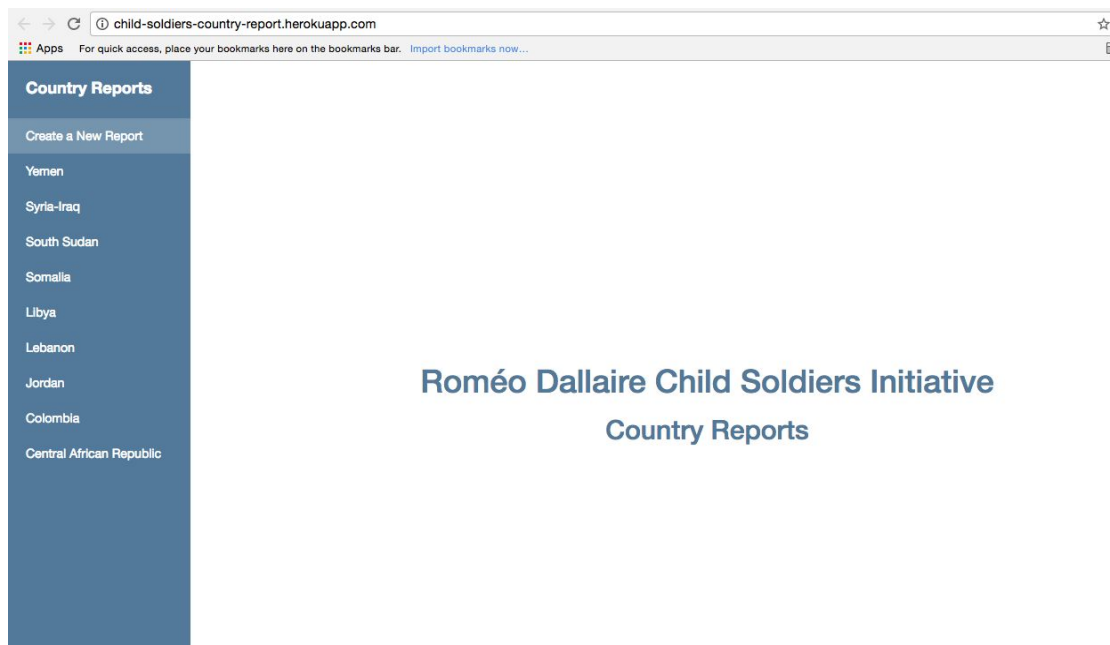 child-soldiers-country-report.herokuapp.com
Apps For quick access, place your bookmarks here on the bookmarks bar. Import bookmarks now...
Country Reports
Create a New Report
Yemen
Syria-Iraq
South Sudan
Somalia
Libya
Lebanon
Jordan
Colombia
Central African Republic
Roméo Dallaire Child Soldiers Initiative
Country Reports